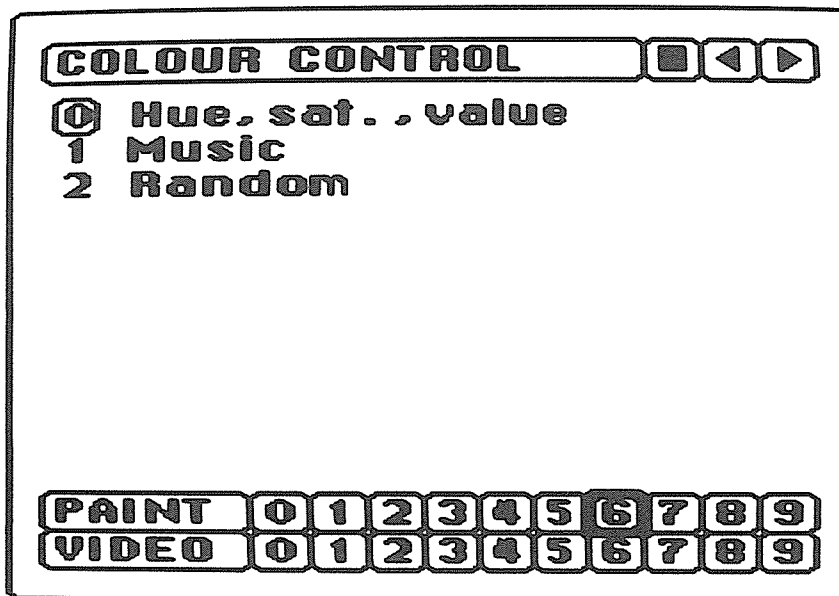 COLOUR CONTROL
0 Hue, sat., value
1 Music
2 Random
PAINT 0 1 2 3 4 5 6 7 8 9
VIDEO 0 1 2 3 4 5 6 7 8 9